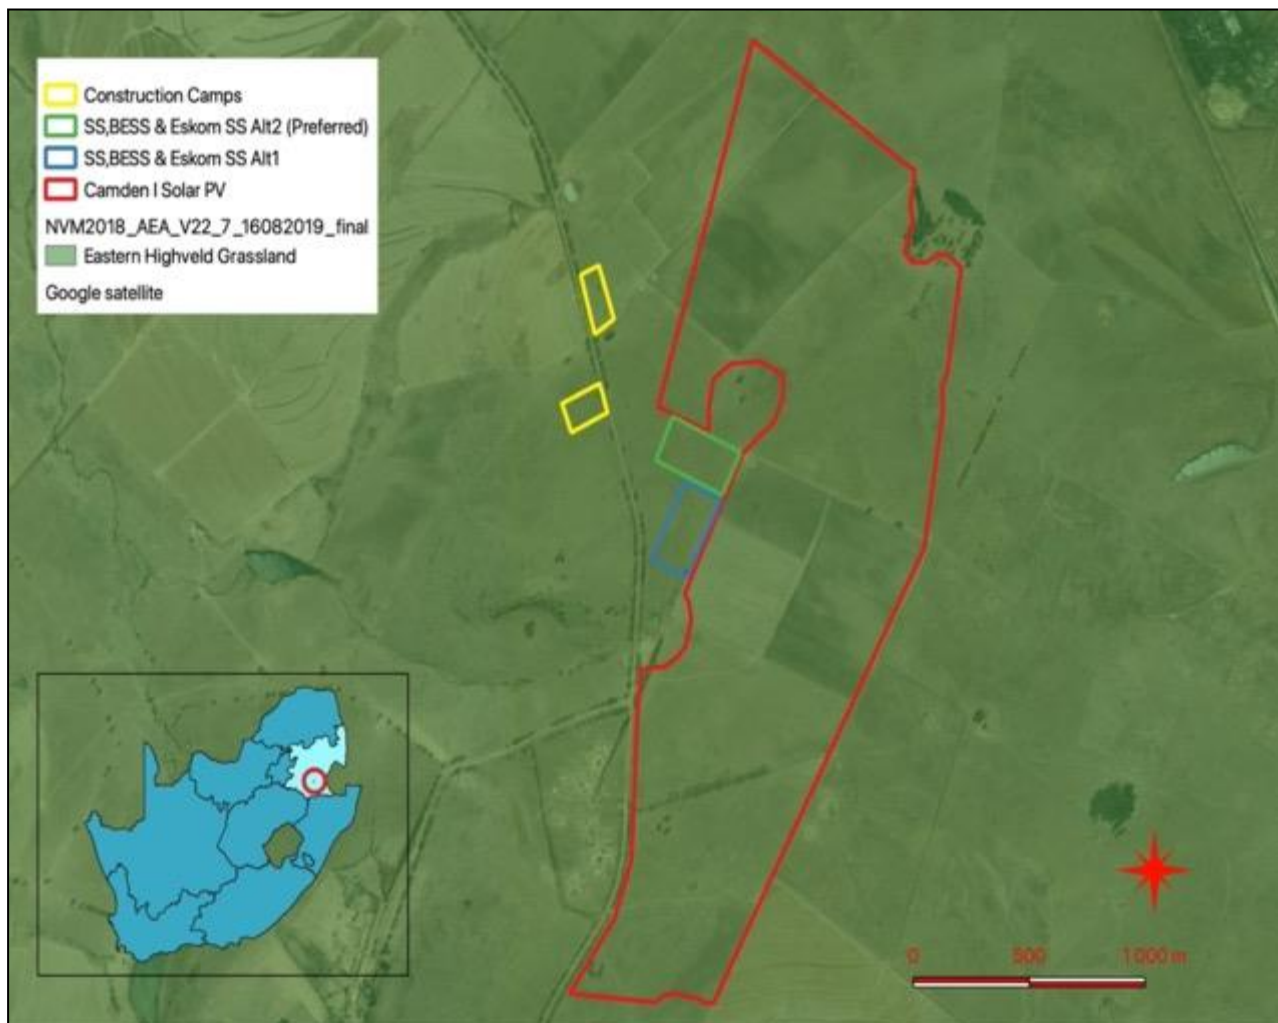 Construction Camps
SS,BESS & Eskom SS Alt2 (Preferred)
SS,BESS & Eskom SS Alt1
Camden I Solar PV
NVM2018_AEA_V22_7_16082019_final
Eastern Highveld Grassland
Google satellite
0 500 1000 m